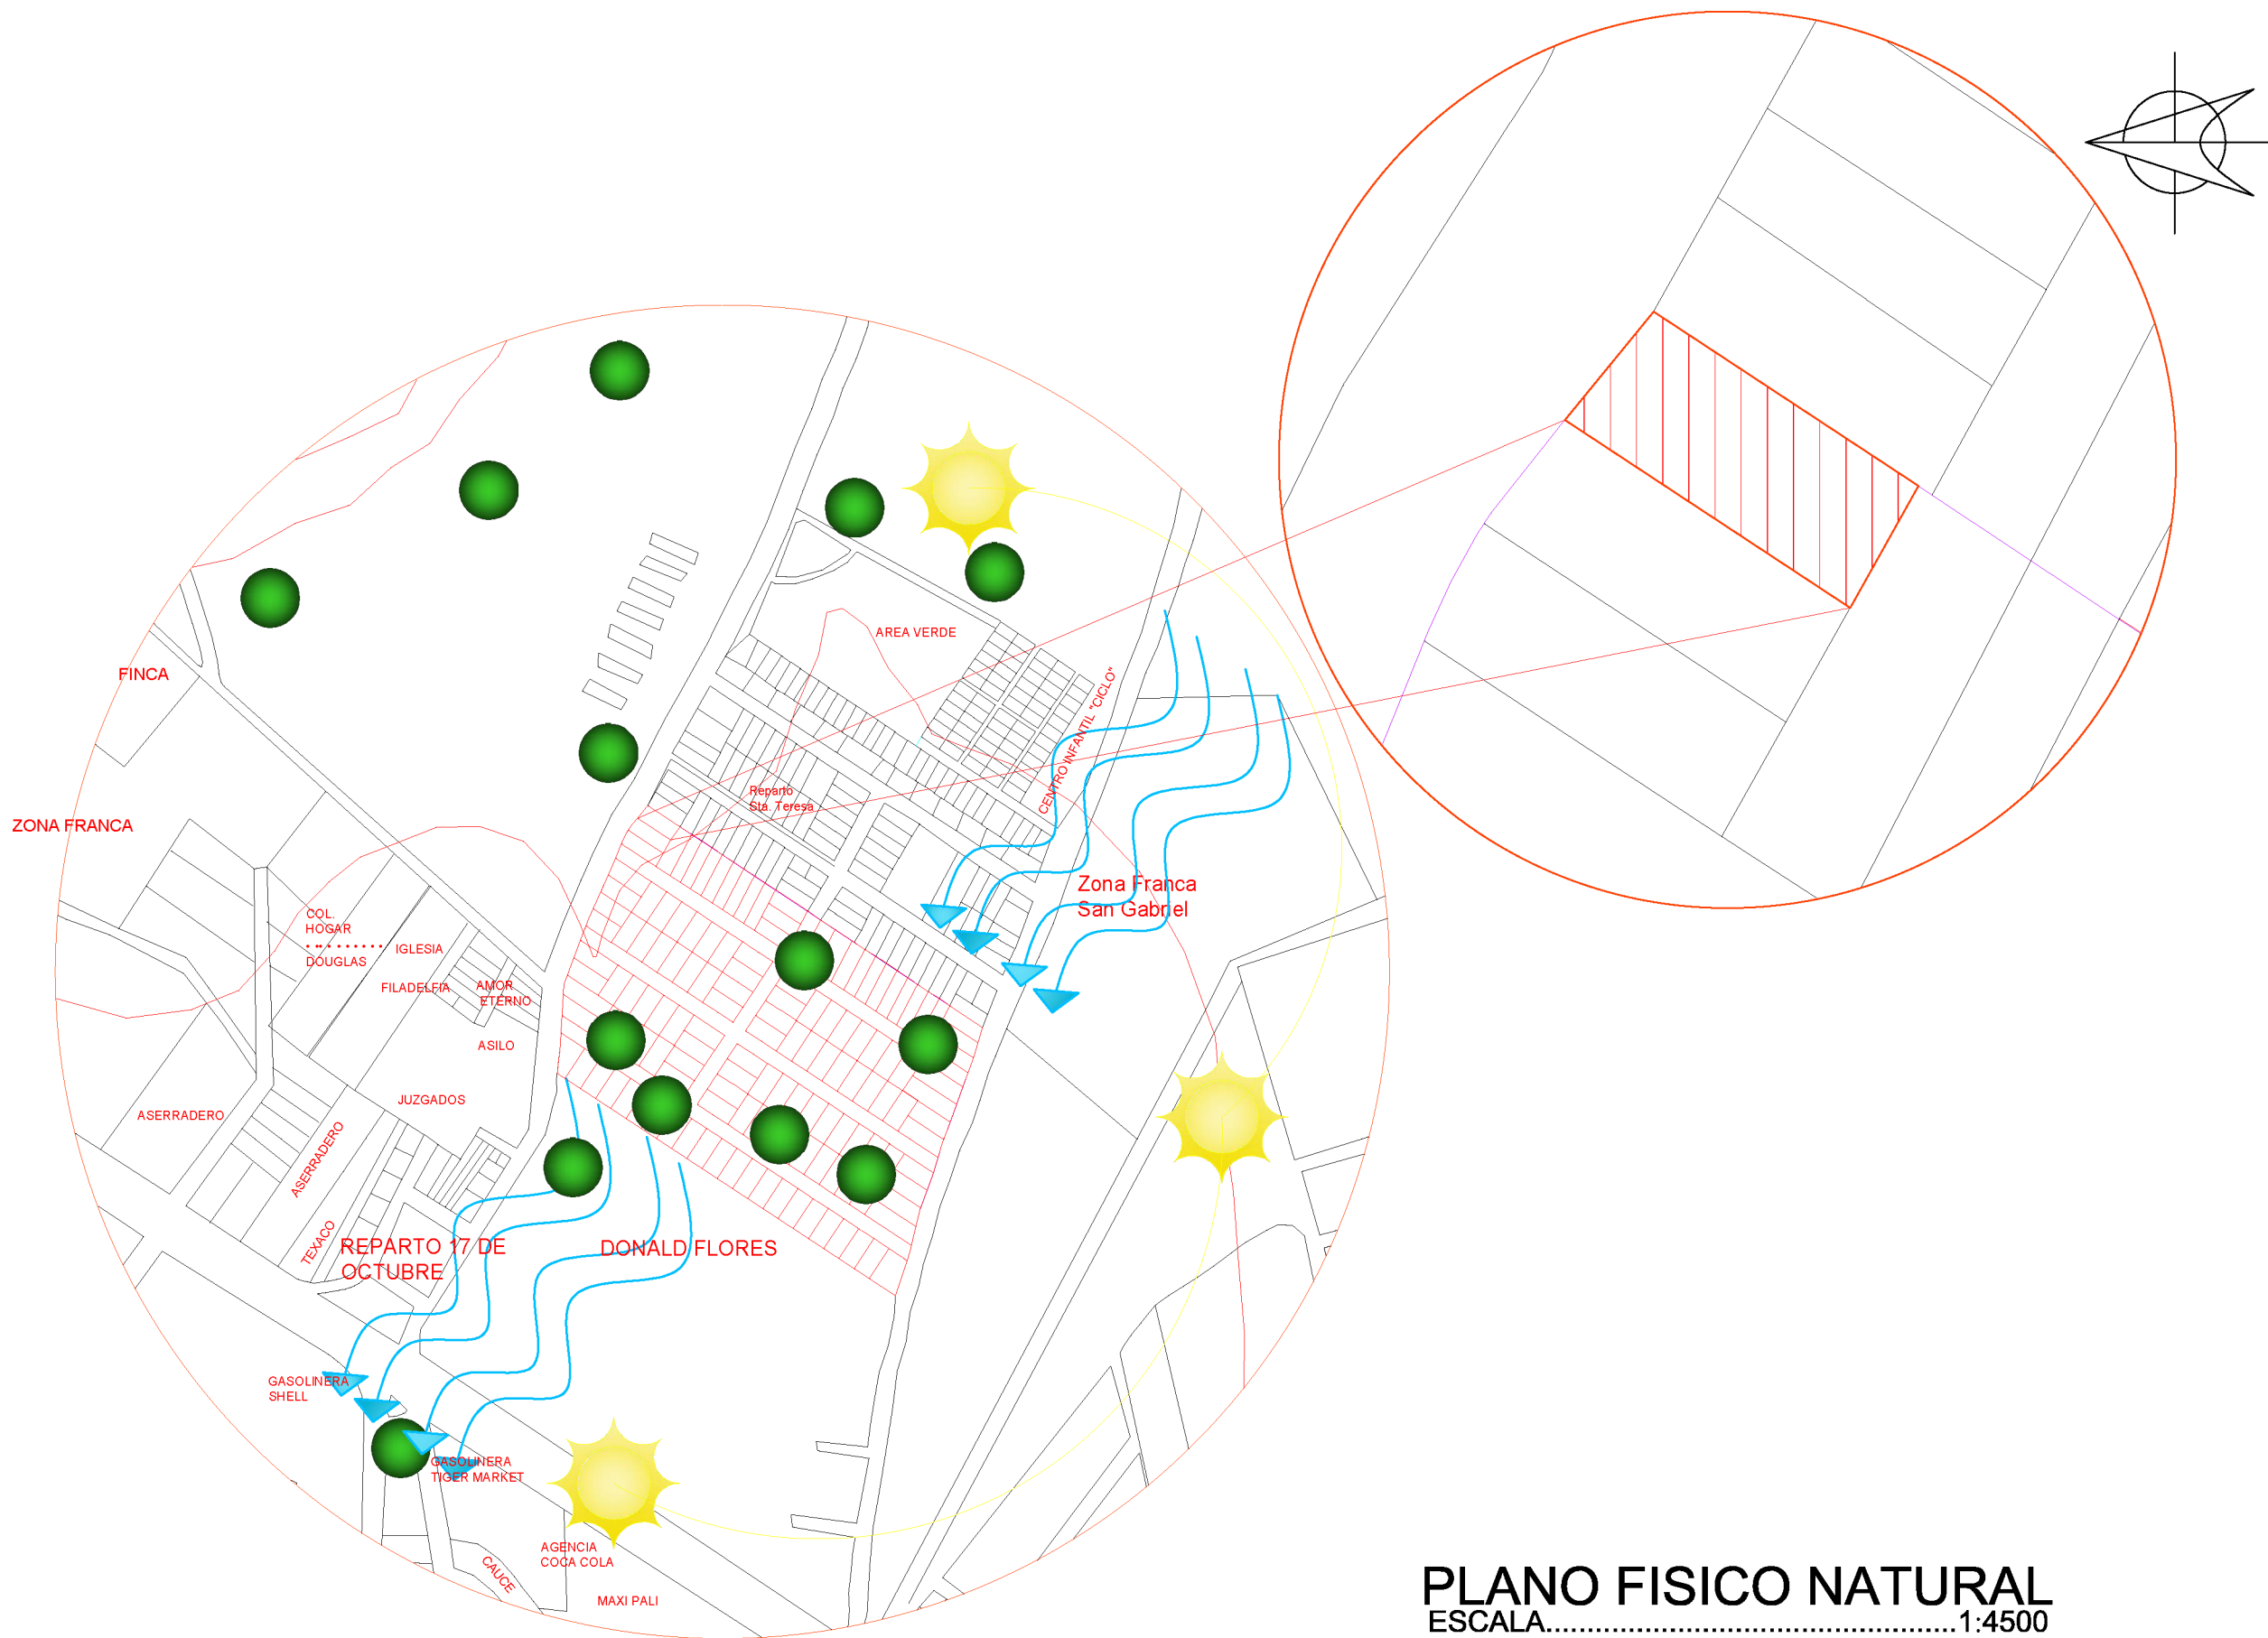 AREA VERDE
FINCA
CENTRO INFANTIL "CICLO"
Reparto
Sta. Teresa
ZONA FRANCA
Zona Franca
San Gabriel
COL.
HOGAR
DOUGLAS
IGLESIA
FILADELFIA
AMOR
ETERNO
ASILO
JUZGADOS
ASERRADERO
ASERRADERO
TEXACO
REPARTO 17 DE
OCTUBRE
DONALD FLORES
GASOLINERA
SHELL
GASOLINERA
TIGER MARKET
AGENCIA
COCA COLA
CAUCE
MAXI PALI
PLANO FISICO NATURAL
ESCALA..................................................1:4500